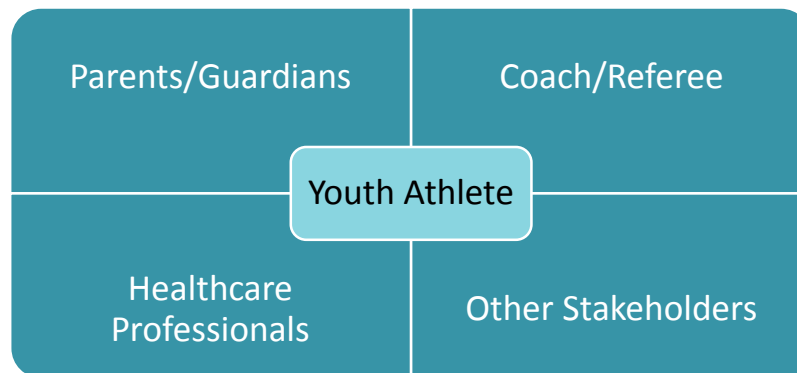 Parents/Guardians
Coach/Referee
Youth Athlete
Healthcare
Professionals
Other Stakeholders